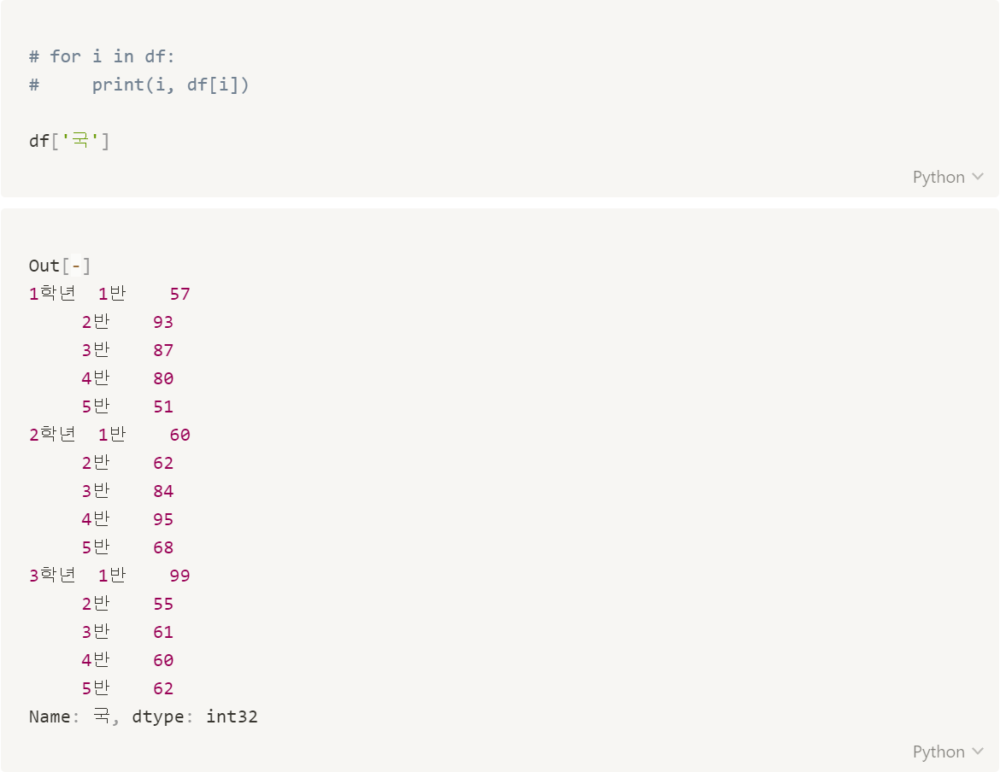 # for i in df:
#     print(i, df[i])
df['국']
Python
Out[-]
1학년  1반    57
     2반    93
     3반    87
     4반    80
     5반    51
2학년  1반    60
     2반    62
     3반    84
     4반    95
     5반    68
3학년  1반    99
     2반    55
     3반    61
     4반    60
     5반    62
Name: 국, dtype: int32
Python